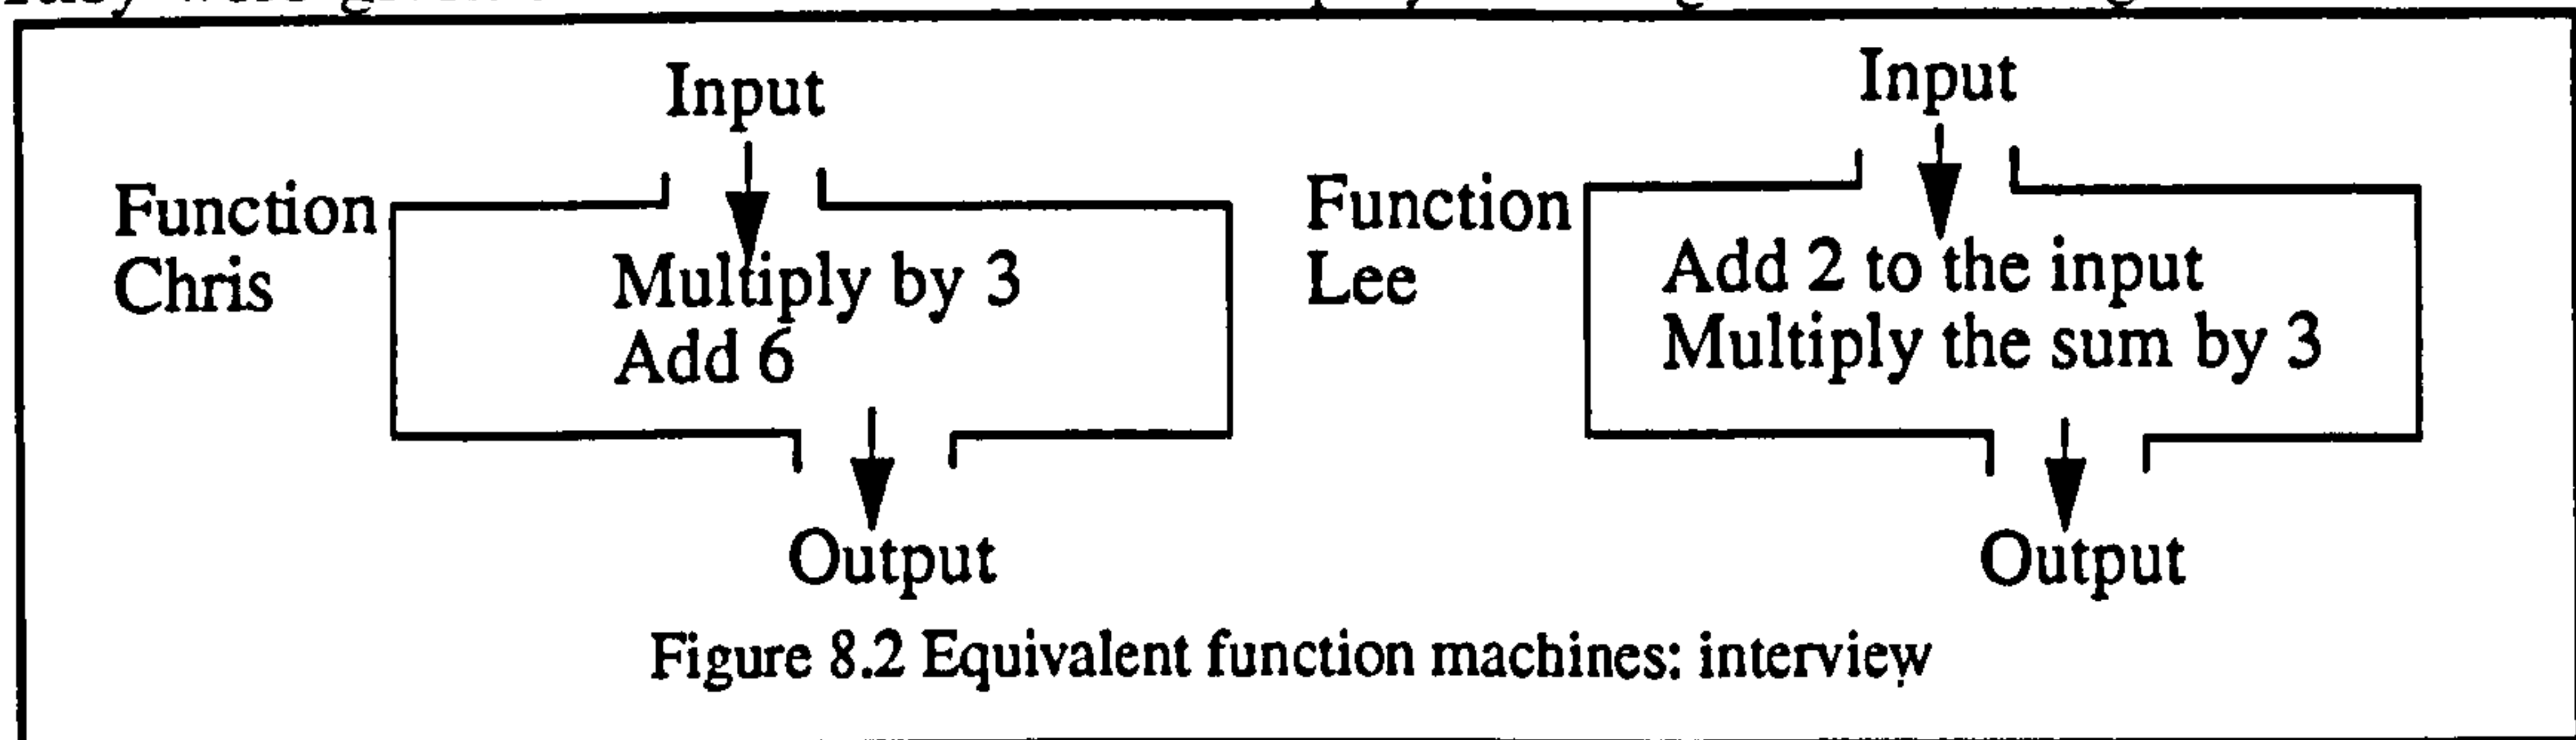 Input
Function
Chris
Multiply by 3
Add 6
Output
Input
Function
Lee
Add 2 to the input
Multiply the sum by 3
Output
Figure 8.2 Equivalent function machines: interview